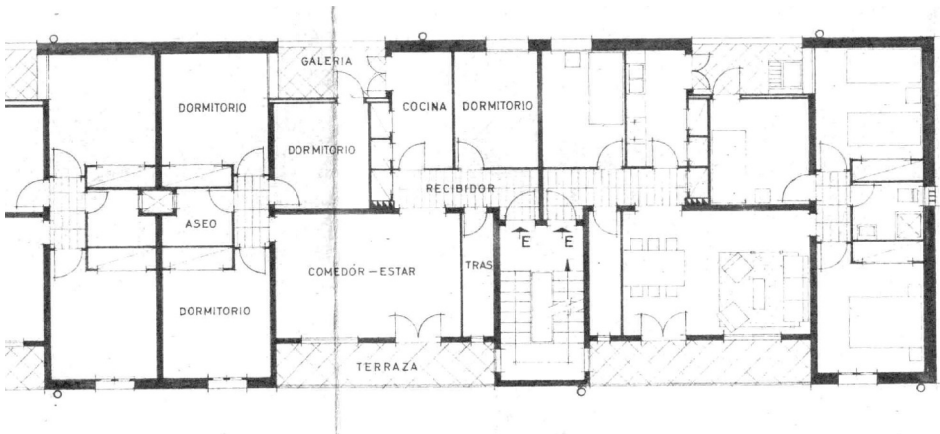 GALERIA
DORMITORIO
COCINA
DORMITORIO
DORMITORIO
RECIBIDOR
ASEO
E
E
COMEDOR — ESTAR
TRAS
DORMITORIO
TERRAZA